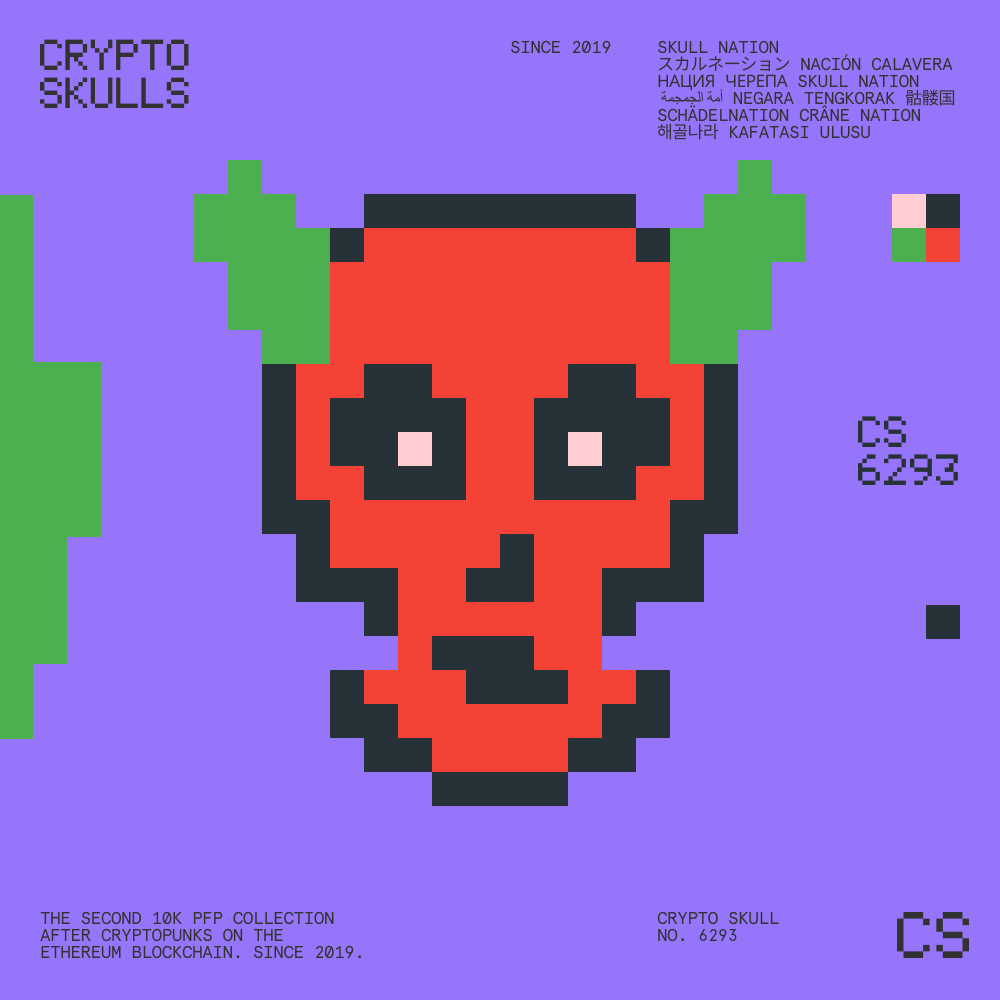 CRYPTO
SKULLS
SINCE 2019
SKULL NATION
スカルネーション NACIÓN CALAVERA
НАЦИЯ ЧЕРЕПА SKULL NATION
أمة الجمجمة NEGARA TENGKORAK 骷髅国
SCHÄDELNATION CRÂNE NATION
해골나라 KAFATASI ULUSU
CS
6293
THE SECOND 10K PFP COLLECTION
AFTER CRYPTOPUNKS ON THE
ETHEREUM BLOCKCHAIN. SINCE 2019.
CRYPTO SKULL
NO. 6293
CS